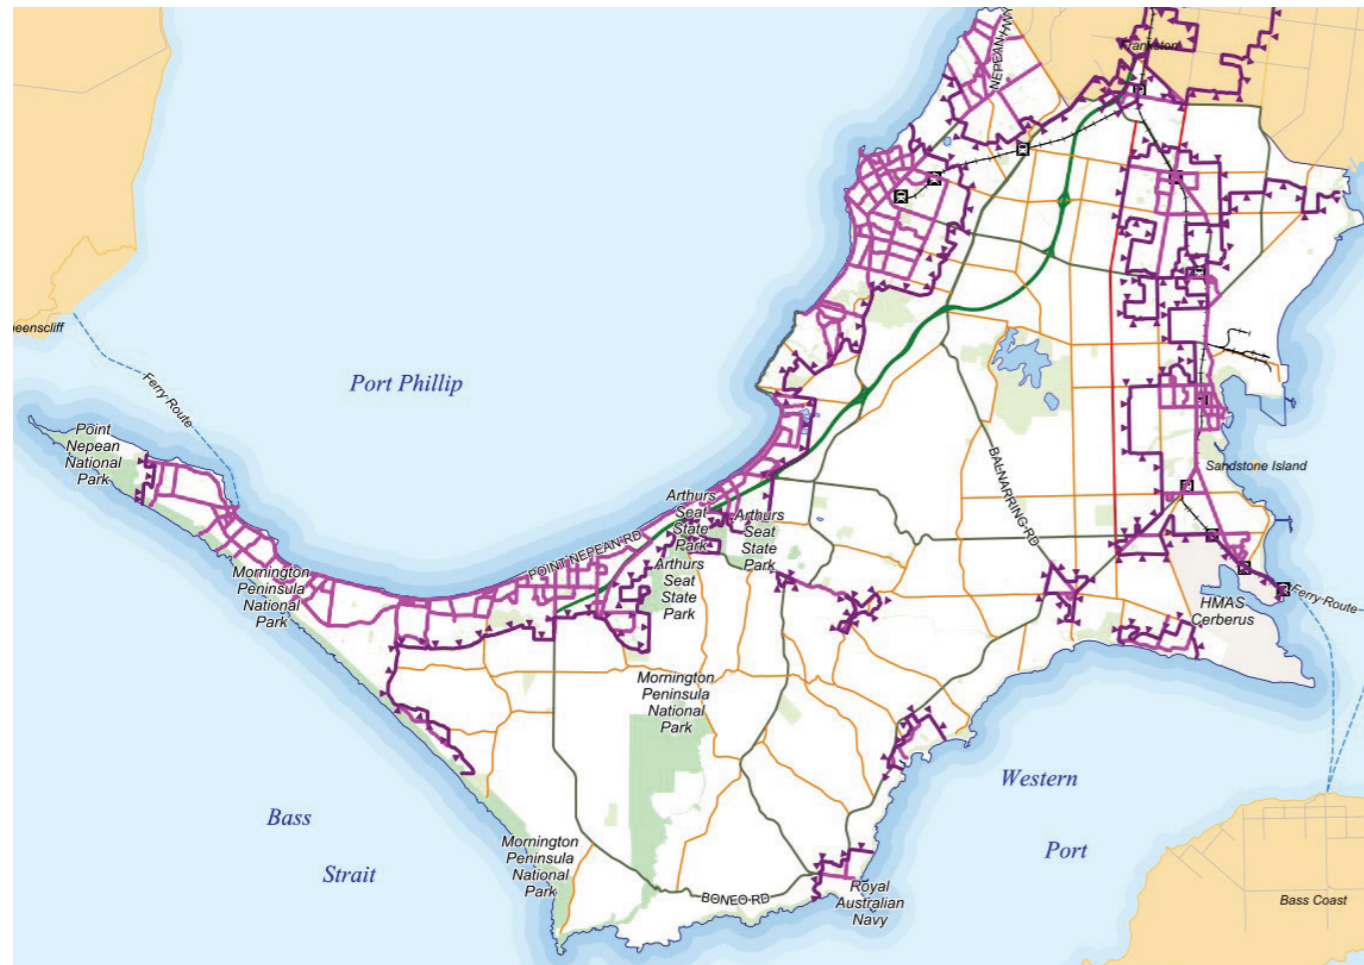 NEPEAN HWY
Frankston
eenscliff
Ferry Route
Port Phillip
Point
Nepean
National
Park
Sandstone Island
BALNARRING RD
Arthurs
Seat
State
Park
Arthurs
Seat
State
Park
POINT NEPEAN RD
Arthurs
Seat
State
Park
Mornington
Peninsula
National
Park
HMAS
Cerberus
Ferry Route
Mornington
Peninsula
National
Park
Western
Port
Bass
Strait
Mornington
Peninsula
National
Park
BONEO RD
Royal
Australian
Navy
Bass Coast